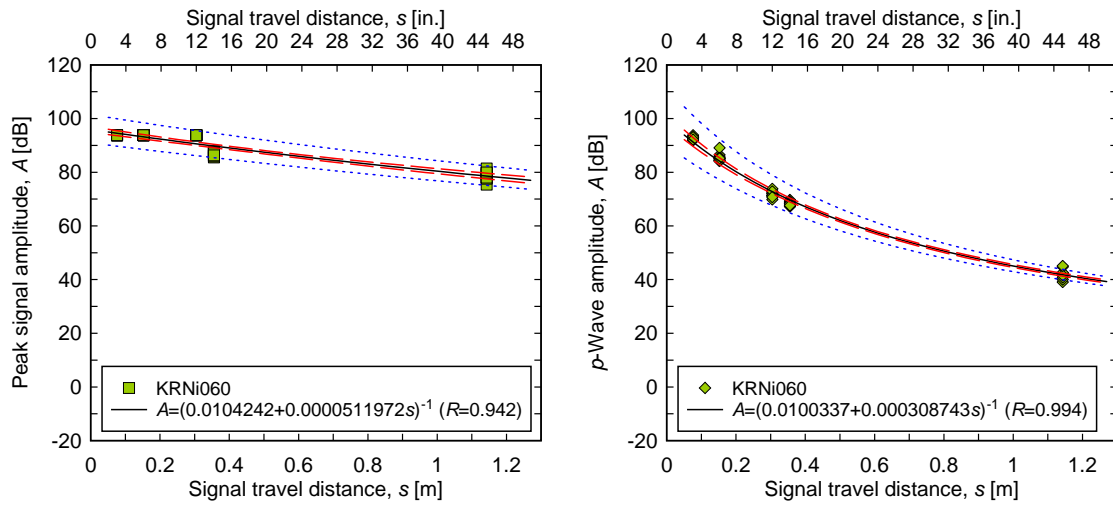 Signal travel distance, s [in.]
0 4 8 12 16 20 24 28 32 36 40 44 48
120
100
80
60
40
20
0
-20
Peak signal amplitude, A [dB]
KRNi060
A=(0.0104242+0.0000511972s)-1 (R=0.942)
0 0.2 0.4 0.6 0.8 1 1.2
Signal travel distance, s [m]
Signal travel distance, s [in.]
0 4 8 12 16 20 24 28 32 36 40 44 48
120
100
80
60
40
20
0
-20
p-Wave amplitude, A [dB]
KRNi060
A=(0.0100337+0.000308743s)-1 (R=0.994)
0 0.2 0.4 0.6 0.8 1 1.2
Signal travel distance, s [m]